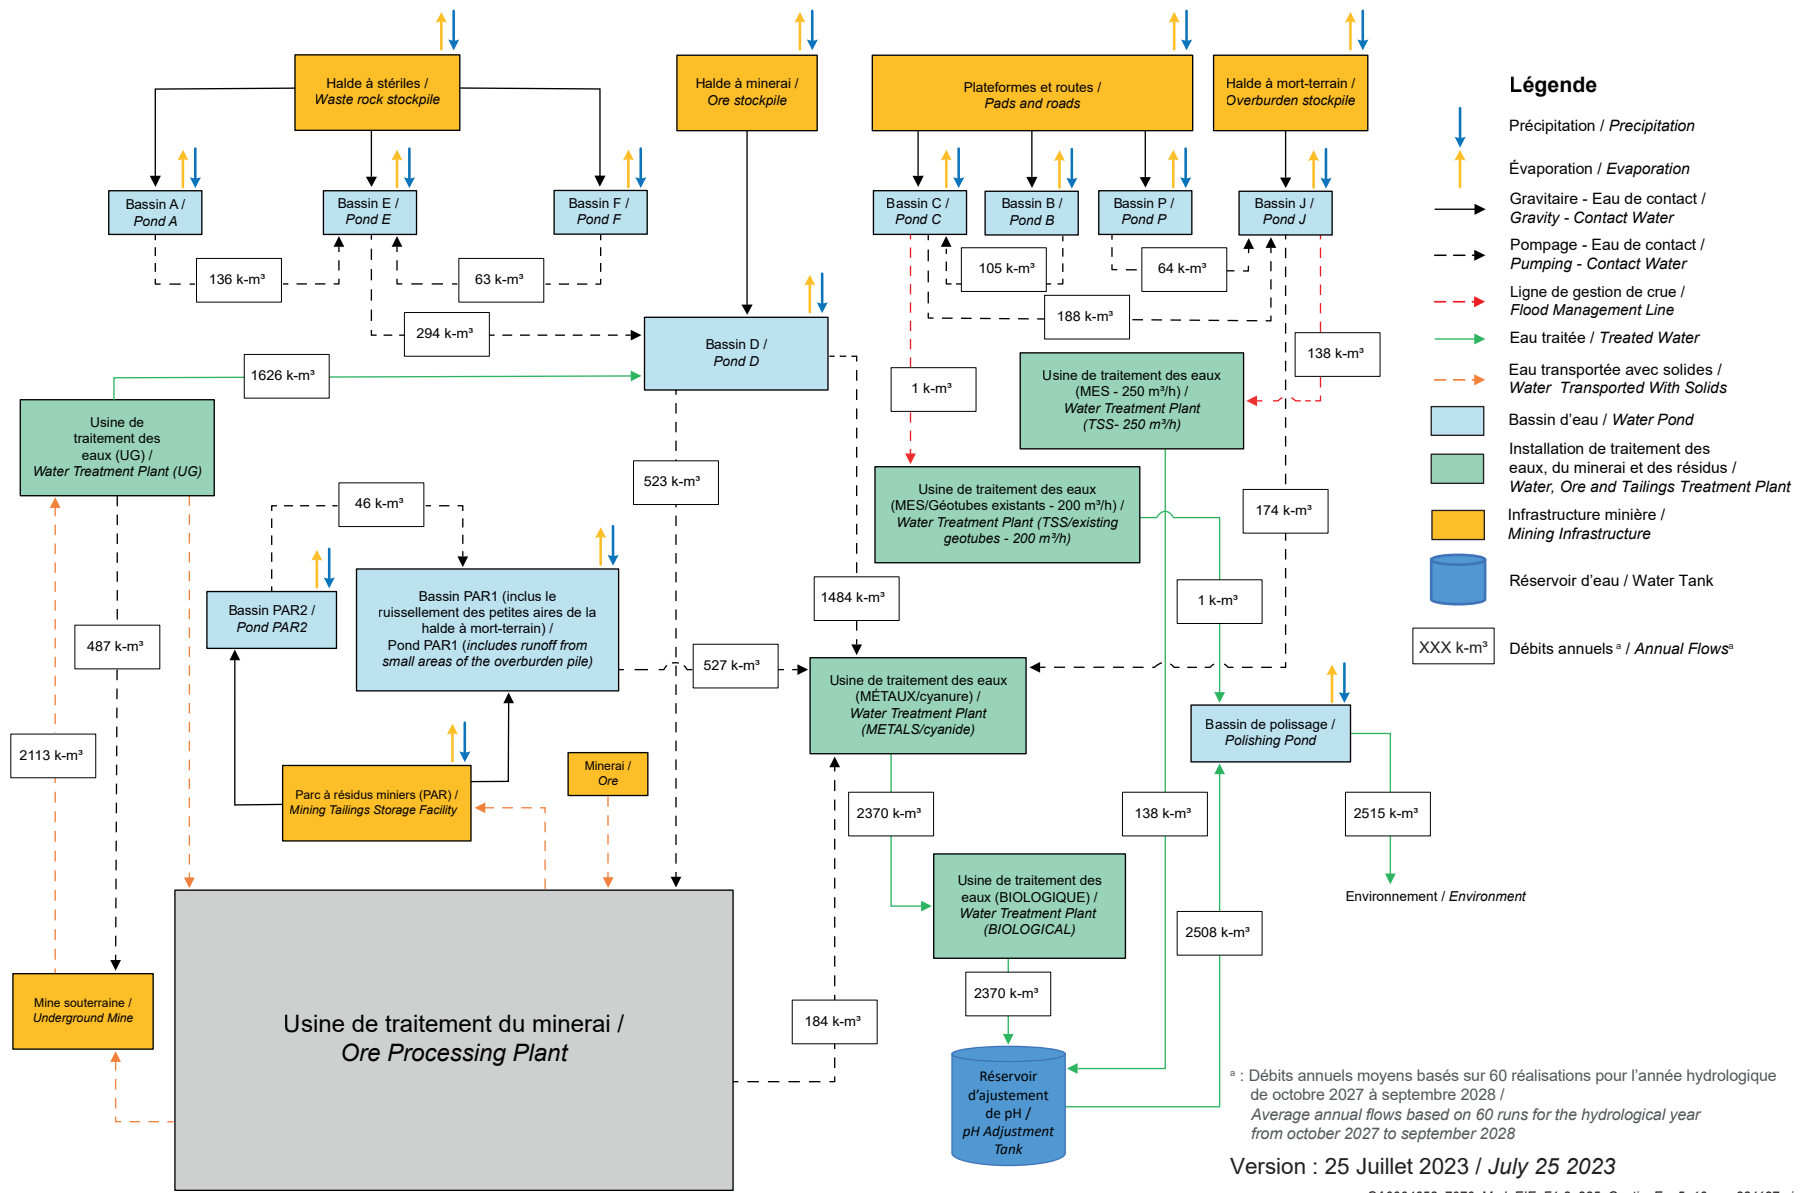 Halde à stériles /
Waste rock stockpile
Halde à minerai /
Ore stockpile
Plateformes et routes /
Pads and roads
Halde à mort-terrain /
Overburden stockpile
Bassin A /
Pond A
Bassin E /
Pond E
Bassin F /
Pond F
Bassin C /
Pond C
Bassin B /
Pond B
Bassin P /
Pond P
Bassin J /
Pond J
136 k-m³
63 k-m³
105 k-m³
64 k-m³
294 k-m³
188 k-m³
138 k-m³
Bassin D /
Pond D
1626 k-m³
1 k-m³
Usine de traitement des eaux
(MES - 250 m³/h) /
Water Treatment Plant
(TSS- 250 m³/h)
Usine de
traitement des
eaux (UG) /
Water Treatment Plant (UG)
523 k-m³
Usine de traitement des eaux
(MES/Géotubes existants - 200 m³/h) /
Water Treatment Plant (TSS/existing
geotubes - 200 m³/h)
174 k-m³
46 k-m³
Bassin PAR2 /
Pond PAR2
Bassin PAR1 (inclus le
ruissellement des petites aires de la
halde à mort-terrain) /
Pond PAR1 (includes runoff from
small areas of the overburden pile)
1484 k-m³
1 k-m³
487 k-m³
527 k-m³
Usine de traitement des eaux
(MÉTAUX/cyanure) /
Water Treatment Plant
(METALS/cyanide)
Bassin de polissage /
Polishing Pond
2113 k-m³
Parc à résidus miniers (PAR) /
Mining Tailings Storage Facility
Minerai /
Ore
2370 k-m³
138 k-m³
2515 k-m³
Usine de traitement des
eaux (BIOLOGIQUE) /
Water Treatment Plant
(BIOLOGICAL)
Environnement / Environment
2508 k-m³
2370 k-m³
Mine souterraine /
Underground Mine
Usine de traitement du minerai /
Ore Processing Plant
184 k-m³
Réservoir
d'ajustement
de pH /
pH Adjustment
Tank
Légende
Précipitation / Precipitation
Évaporation / Evaporation
Gravitaire - Eau de contact /
Gravity - Contact Water
Pompage - Eau de contact /
Pumping - Contact Water
Ligne de gestion de crue /
Flood Management Line
Eau traitée / Treated Water
Eau transportée avec solides /
Water Transported With Solids
Bassin d'eau / Water Pond
Installation de traitement des
eaux, du minerai et des résidus /
Water, Ore and Tailings Treatment Plant
Infrastructure minière /
Mining Infrastructure
Réservoir d'eau / Water Tank
XXX k-m³
Débits annuels ᵃ / Annual Flowsᵃ
ᵃ : Débits annuels moyens basés sur 60 réalisations pour l'année hydrologique
de octobre 2027 à septembre 2028 /
Average annual flows based on 60 runs for the hydrological year
from october 2027 to september 2028
Version : 25 Juillet 2023 / July 25 2023